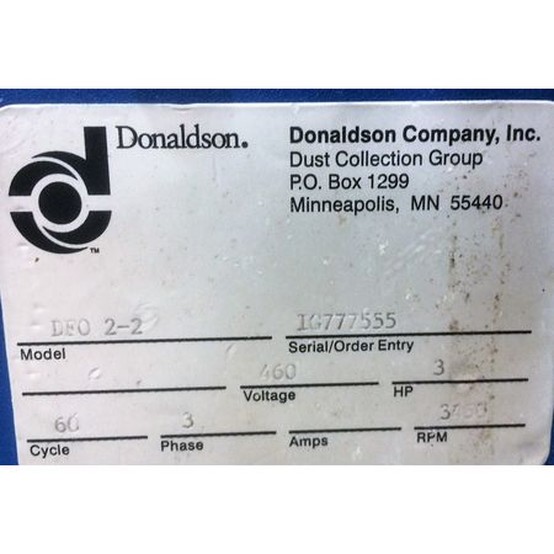 Donaldson.
Donaldson Company, Inc.
Dust Collection Group
P.O. Box 1299
Minneapolis, MN 55440
™
DFO 2-2 IG777555
Model Serial/Order Entry
460 3
Voltage HP
60 3
Cycle Phase Amps RPM